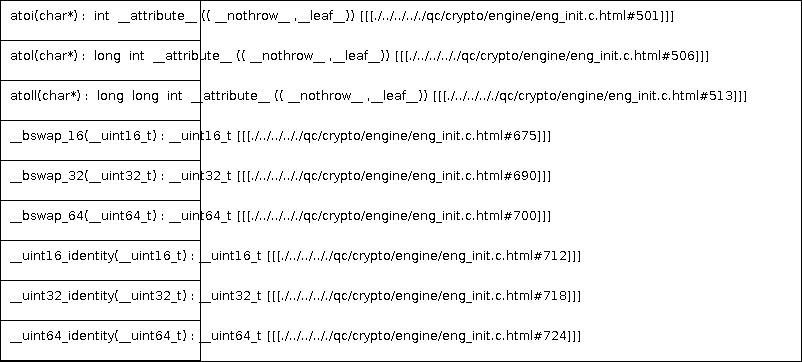 atoi(char*) : int __attribute__ (( __nothrow__ ,__leaf__)) [[[./../../../qc/crypto/engine/eng_init.c.html#501]]]
atol(char*) : long int __attribute__ (( __nothrow__ ,__leaf__)) [[[./../../../qc/crypto/engine/eng_init.c.html#506]]]
atoll(char*) : long long int __attribute__ (( __nothrow__ ,__leaf__)) [[[./../../../qc/crypto/engine/eng_init.c.html#513]]]
__bswap_16(__uint16_t) : __uint16_t [[[./../../../qc/crypto/engine/eng_init.c.html#675]]]
__bswap_32(__uint32_t) : __uint32_t [[[./../../../qc/crypto/engine/eng_init.c.html#690]]]
__bswap_64(__uint64_t) : __uint64_t [[[./../../../qc/crypto/engine/eng_init.c.html#700]]]
__uint16_identity(__uint16_t) : __uint16_t [[[./../../../qc/crypto/engine/eng_init.c.html#712]]]
__uint32_identity(__uint32_t) : __uint32_t [[[./../../../qc/crypto/engine/eng_init.c.html#718]]]
__uint64_identity(__uint64_t) : __uint64_t [[[./../../../qc/crypto/engine/eng_init.c.html#724]]]